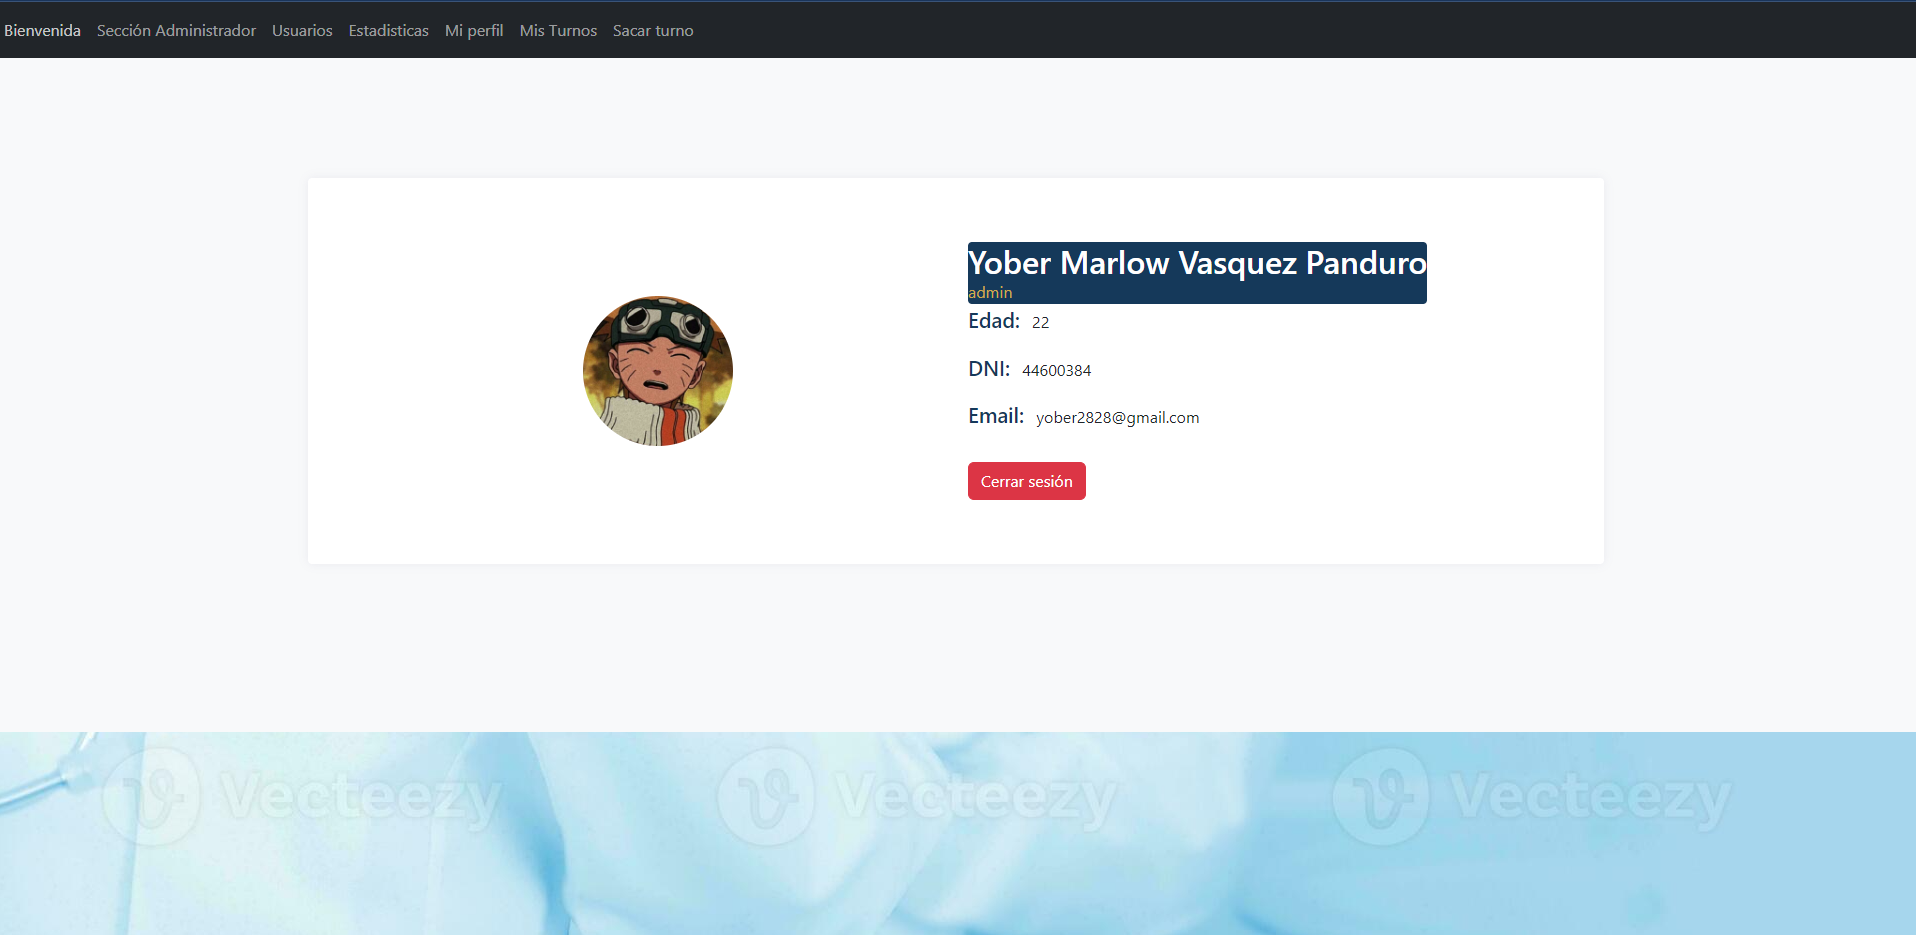 Bienvenida Sección Administrador Usuarios Estadisticas Mi perfil Mis Turnos Sacar turno
Yober Marlow Vasquez Panduro
admin
Edad: 22
DNI: 44600384
Email: yober2828@gmail.com
Cerrar sesión
Vecteezy Vecteezy Vecteezy